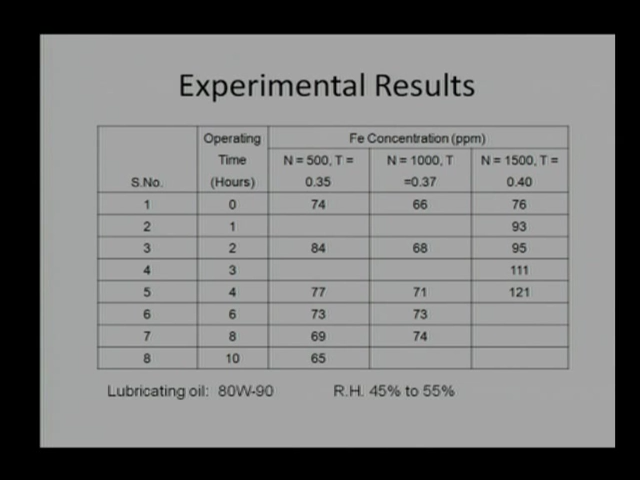 Experimental Results
Operating Fe Concentration (ppm)
Time N = 500, T = N = 1000, T N = 1500, T =
S.No. (Hours) 0.35 =0.37 0.40
1 0 74 66 76
2 1 93
3 2 84 68 95
4 3 111
5 4 77 71 121
6 6 73 73
7 8 69 74
8 10 65
Lubricating oil: 80W-90 R.H. 45% to 55%